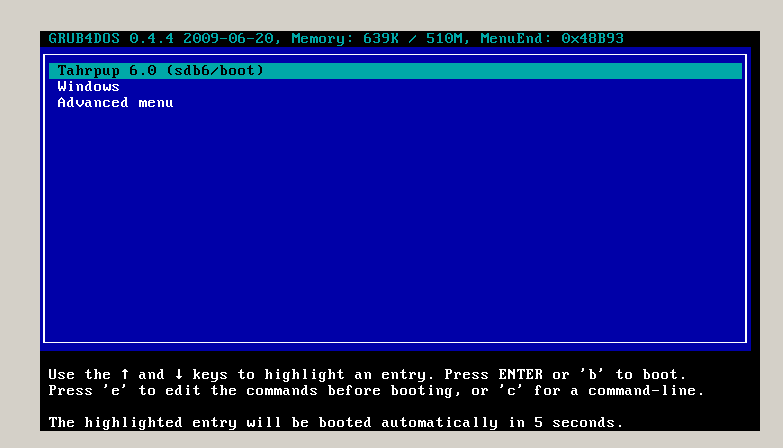 GRUB4DOS 0.4.4 2009-06-20, Memory: 639K / 510M, MenuEnd: 0x48B93
Tahrpup 6.0 (sdb6/boot)
Windows
Advanced menu
Use the ↑ and ↓ keys to highlight an entry. Press ENTER or 'b' to boot.
Press 'e' to edit the commands before booting, or 'c' for a command-line.
The highlighted entry will be booted automatically in 5 seconds.